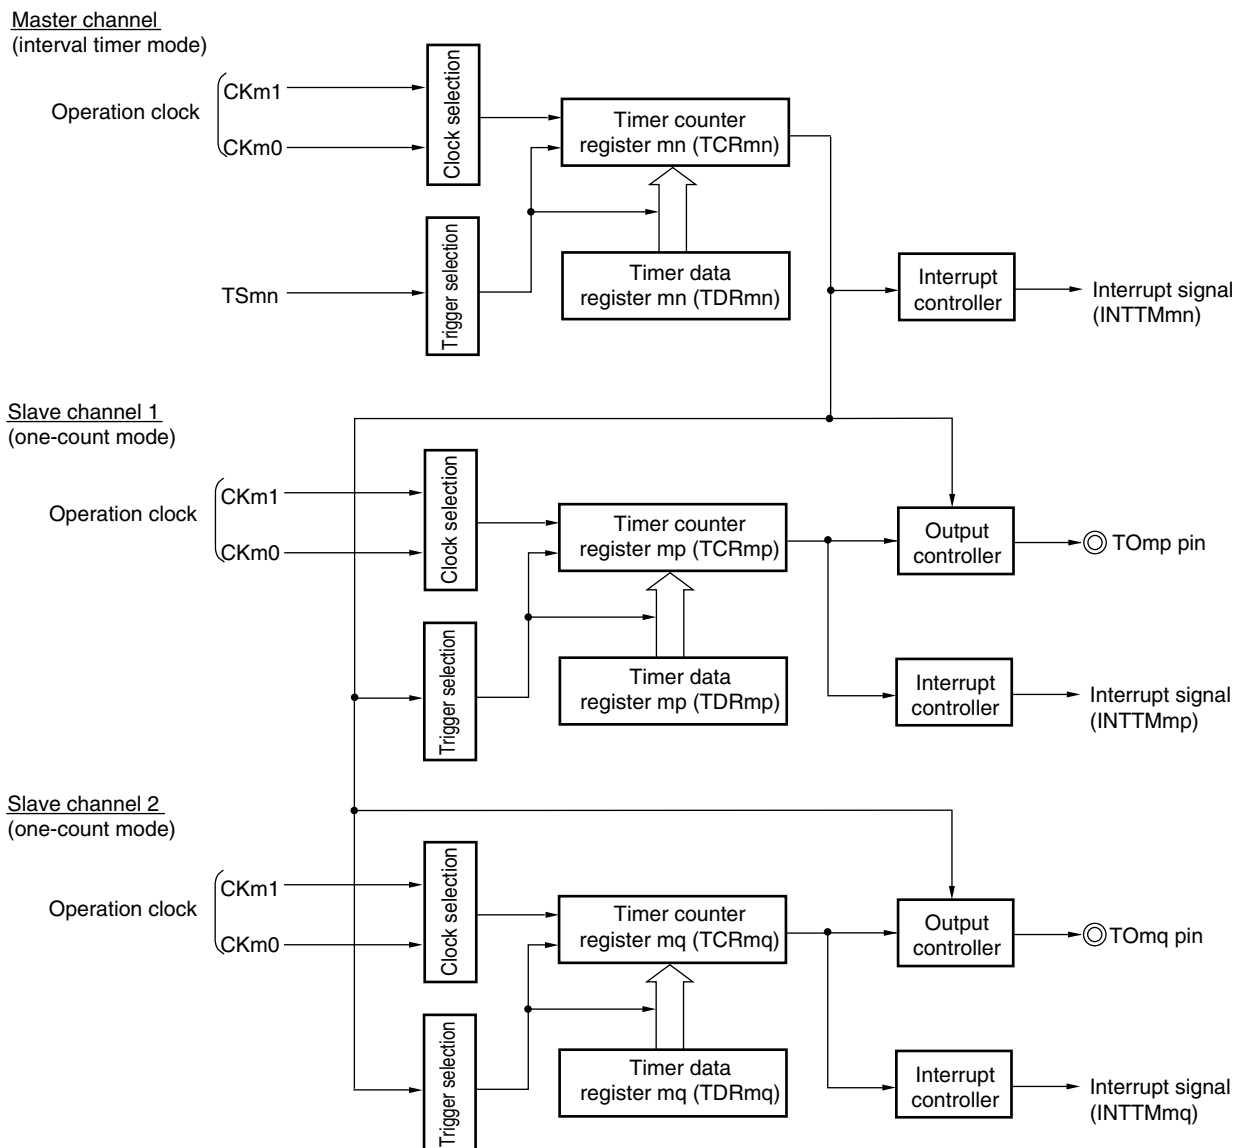 Master channel
(interval timer mode)
Operation clock
CKm1
CKm0
Clock selection
Timer counter
register mn (TCRmn)
TSmn
Trigger selection
Timer data
register mn (TDRmn)
Interrupt
controller
Interrupt signal
(INTTMmn)
Slave channel 1
(one-count mode)
Operation clock
CKm1
CKm0
Clock selection
Timer counter
register mp (TCRmp)
Output
controller
TOmp pin
Trigger selection
Timer data
register mp (TDRmp)
Interrupt
controller
Interrupt signal
(INTTMmp)
Slave channel 2
(one-count mode)
Operation clock
CKm1
CKm0
Clock selection
Timer counter
register mq (TCRmq)
Output
controller
TOmq pin
Trigger selection
Timer data
register mq (TDRmq)
Interrupt
controller
Interrupt signal
(INTTMmq)